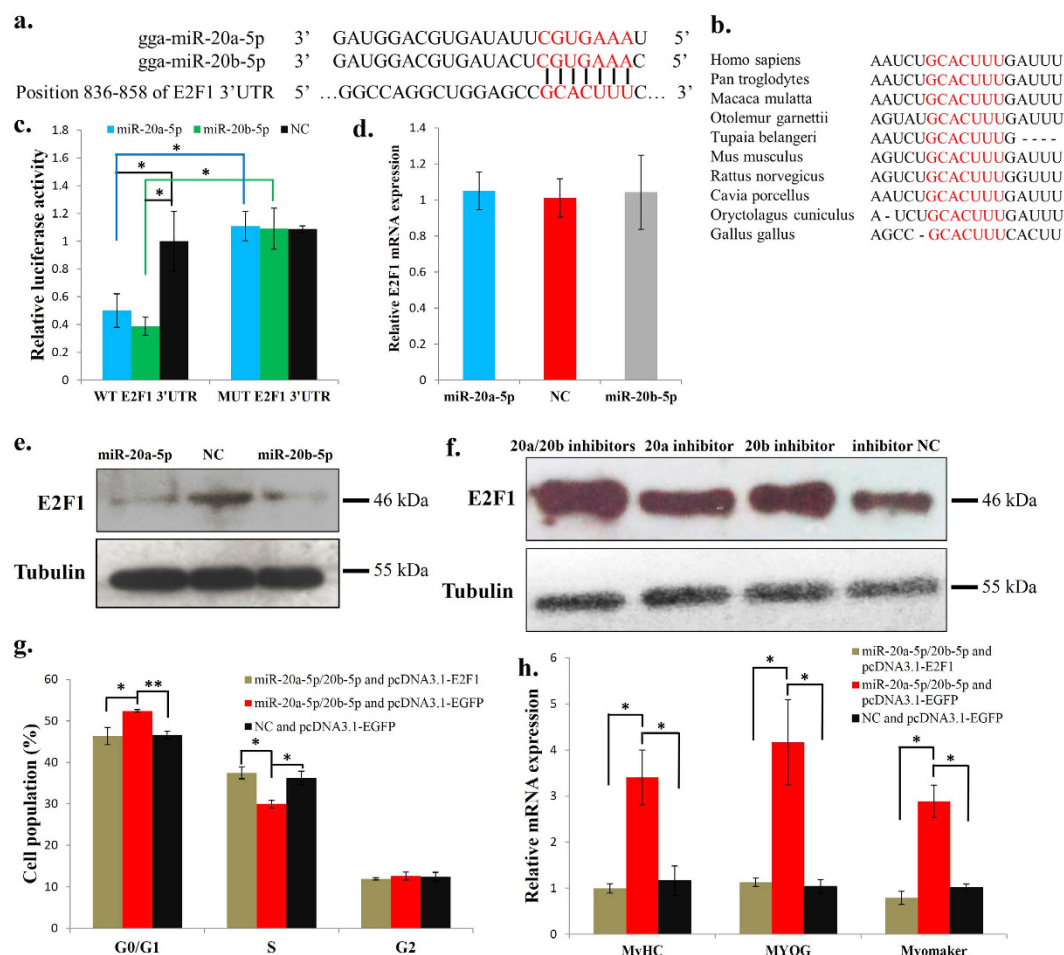 a.
gga-miR-20a-5p 3’ GAUGGACGUGAUAUUCGUGAAAU 5’
gga-miR-20b-5p 3’ GAUGGACGUGAUACUCGUGAAAC 5’
Position 836-858 of E2F1 3’UTR 5’ …GGCCAGGCUGGAGCCGCACUUUC… 3’
b.
Homo sapiens AAUCUGCACUUUGAUUU
Pan troglodytes AAUCUGCACUUUGAUUU
Macaca mulatta AAUCUGCACUUUGAUUU
Otolemur garnettii AGUAUGCACUUUGAUUU
Tupaia belangeri AAUCUGCACUUUG - - - -
Mus musculus AGUCUGCACUUUGAUUU
Rattus norvegicus AGUCUGCACUUUGGUUU
Cavia porcellus AAUCUGCACUUUGAUUU
Oryctolagus cuniculus A - UCUGCACUUUGAUUU
Gallus gallus AGCC - GCACUUUCACUU
c.
miR-20a-5p miR-20b-5p NC
Relative luciferase activity
1.8
1.6
1.4
1.2
1
0.8
0.6
0.4
0.2
0
* * * *
WT E2F1 3’UTR MUT E2F1 3’UTR
d.
Relative E2F1 mRNA expression
1.4
1.2
1
0.8
0.6
0.4
0.2
0
miR-20a-5p NC miR-20b-5p
e.
miR-20a-5p NC miR-20b-5p
E2F1 46 kDa
Tubulin 55 kDa
f.
20a/20b inhibitors 20a inhibitor 20b inhibitor inhibitor NC
E2F1 46 kDa
Tubulin 55 kDa
g.
miR-20a-5p/20b-5p and pcDNA3.1-E2F1
miR-20a-5p/20b-5p and pcDNA3.1-EGFP
NC and pcDNA3.1-EGFP
Cell population (%)
60
50
40
30
20
10
0
* ** * *
G0/G1 S G2
h.
miR-20a-5p/20b-5p and
pcDNA3.1-E2F1
miR-20a-5p/20b-5p and
pcDNA3.1-EGFP
NC and pcDNA3.1-EGFP
Relative mRNA expression
6
5
4
3
2
1
0
* * * * * *
MyHC MYOG Myomaker